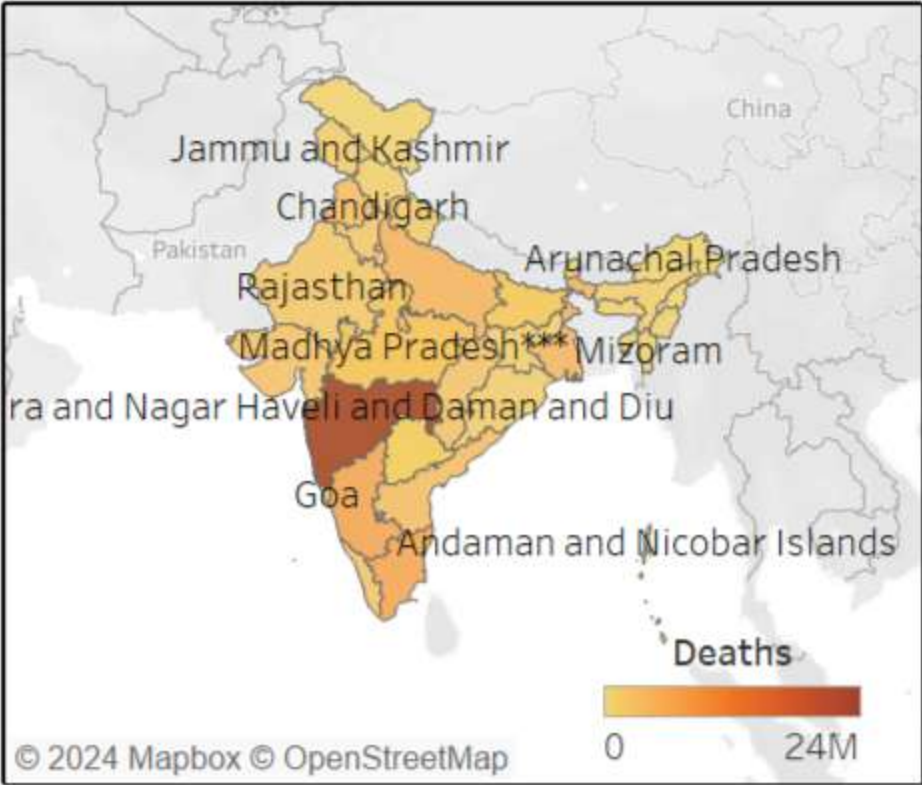 China
Jammu and Kashmir
Chandigarh
Pakistan
Arunachal Pradesh
Rajasthan
Madhya Pradesh***
Mizoram
ra and Nagar Haveli and Daman and Diu
Goa
Andaman and Nicobar Islands
Deaths
0 24M
© 2024 Mapbox © OpenStreetMap